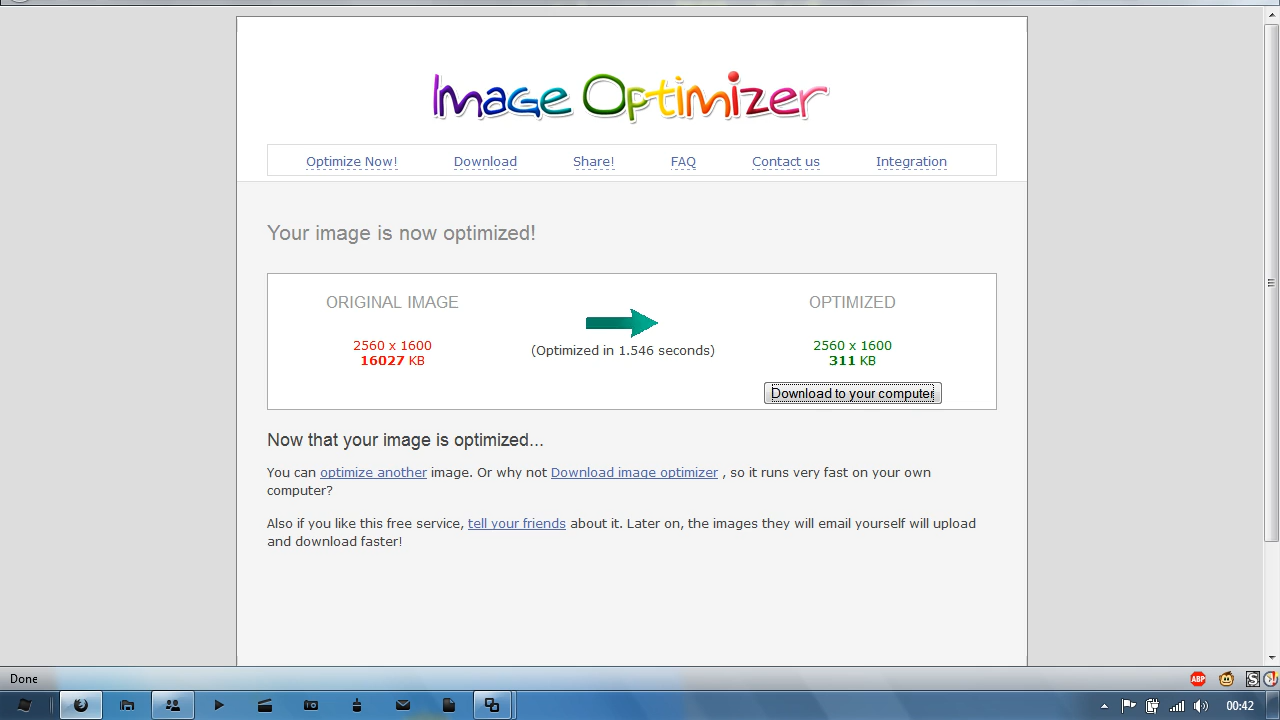 Image Optimizer
Optimize Now! Download Share! FAQ Contact us Integration
Your image is now optimized!
ORIGINAL IMAGE
2560 x 1600
16027 KB
(Optimized in 1.546 seconds)
OPTIMIZED
2560 x 1600
311 KB
Download to your computer
Now that your image is optimized...
You can optimize another image. Or why not Download image optimizer , so it runs very fast on your own
computer?
Also if you like this free service, tell your friends about it. Later on, the images they will email yourself will upload
and download faster!
Done
ABP
S
00:42